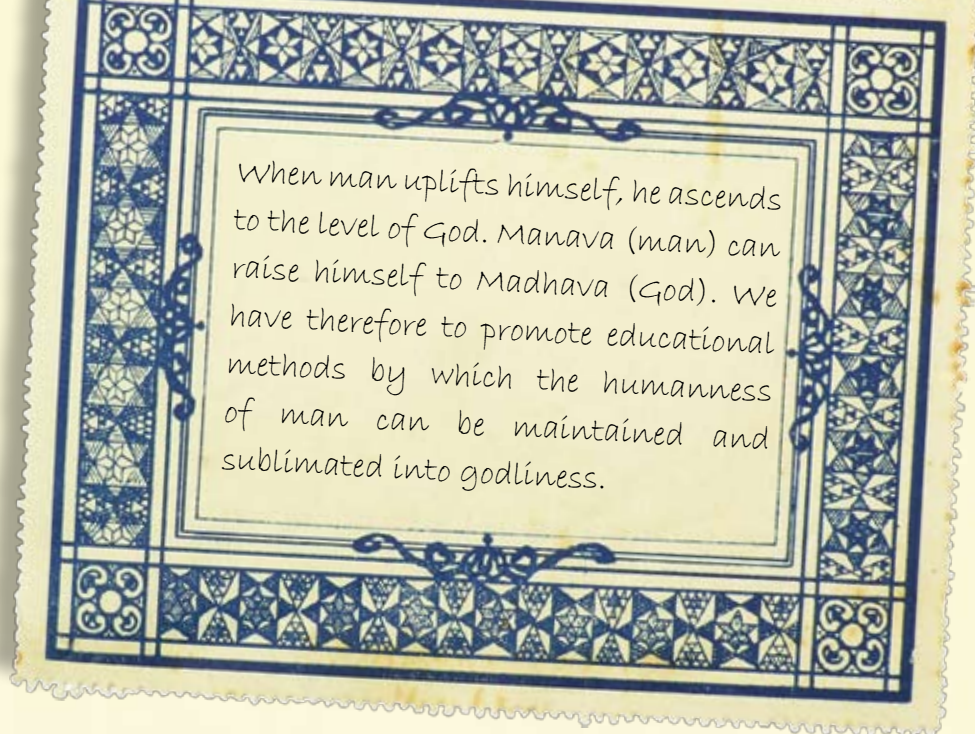 When man uplifts himself, he ascends
to the level of God. Manava (man) can
raise himself to Madhava (God). We
have therefore to promote educational
methods by which the humanness
of man can be maintained and
sublimated into godliness.